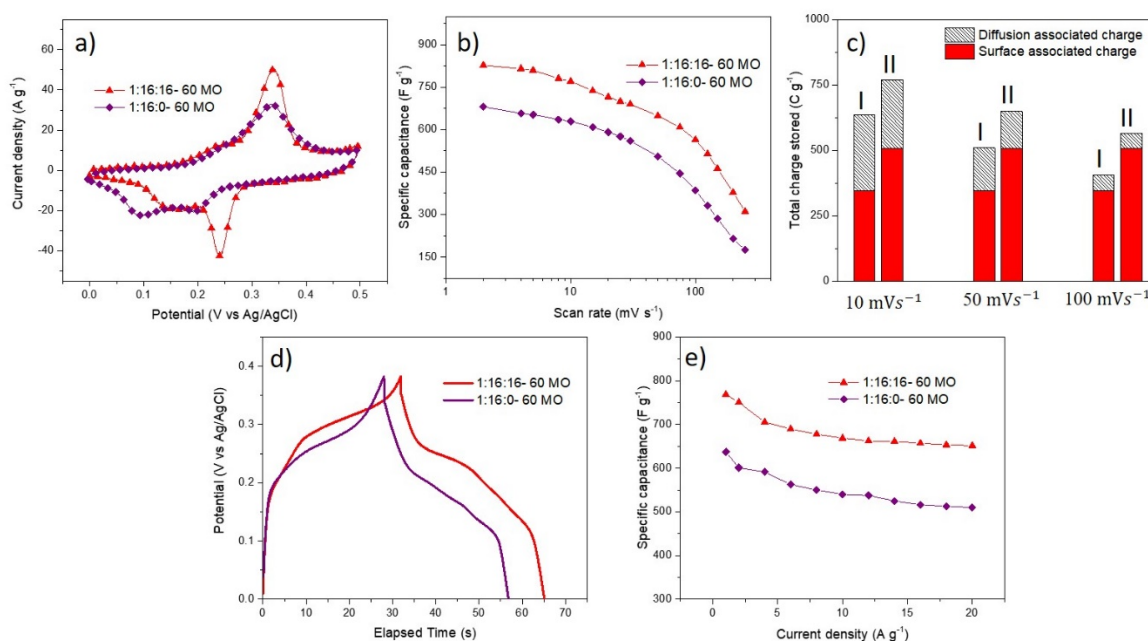 a)
1:16:16- 60 MO
1:16:0- 60 MO
Current density (A g⁻¹)
60
40
20
0
-20
-40
0.0 0.1 0.2 0.3 0.4 0.5
Potential (V vs Ag/AgCl)
b)
1:16:16- 60 MO
1:16:0- 60 MO
Specific capacitance (F g⁻¹)
900
750
600
450
300
150
1 10 100
Scan rate (mV s⁻¹)
c)
Diffusion associated charge
Surface associated charge
Total charge stored (C g⁻¹)
1000
750
500
250
0
I II
I II
I II
10 mVs⁻¹ 50 mVs⁻¹ 100 mVs⁻¹
d)
1:16:16- 60 MO
1:16:0- 60 MO
Potential (V vs Ag/AgCl)
0.4
0.3
0.2
0.1
0.0
0 10 20 30 40 50 60 70
Elapsed Time (s)
e)
1:16:16- 60 MO
1:16:0- 60 MO
Specific capacitance (F g⁻¹)
900
800
700
600
500
400
300
0 5 10 15 20
Current density (A g⁻¹)